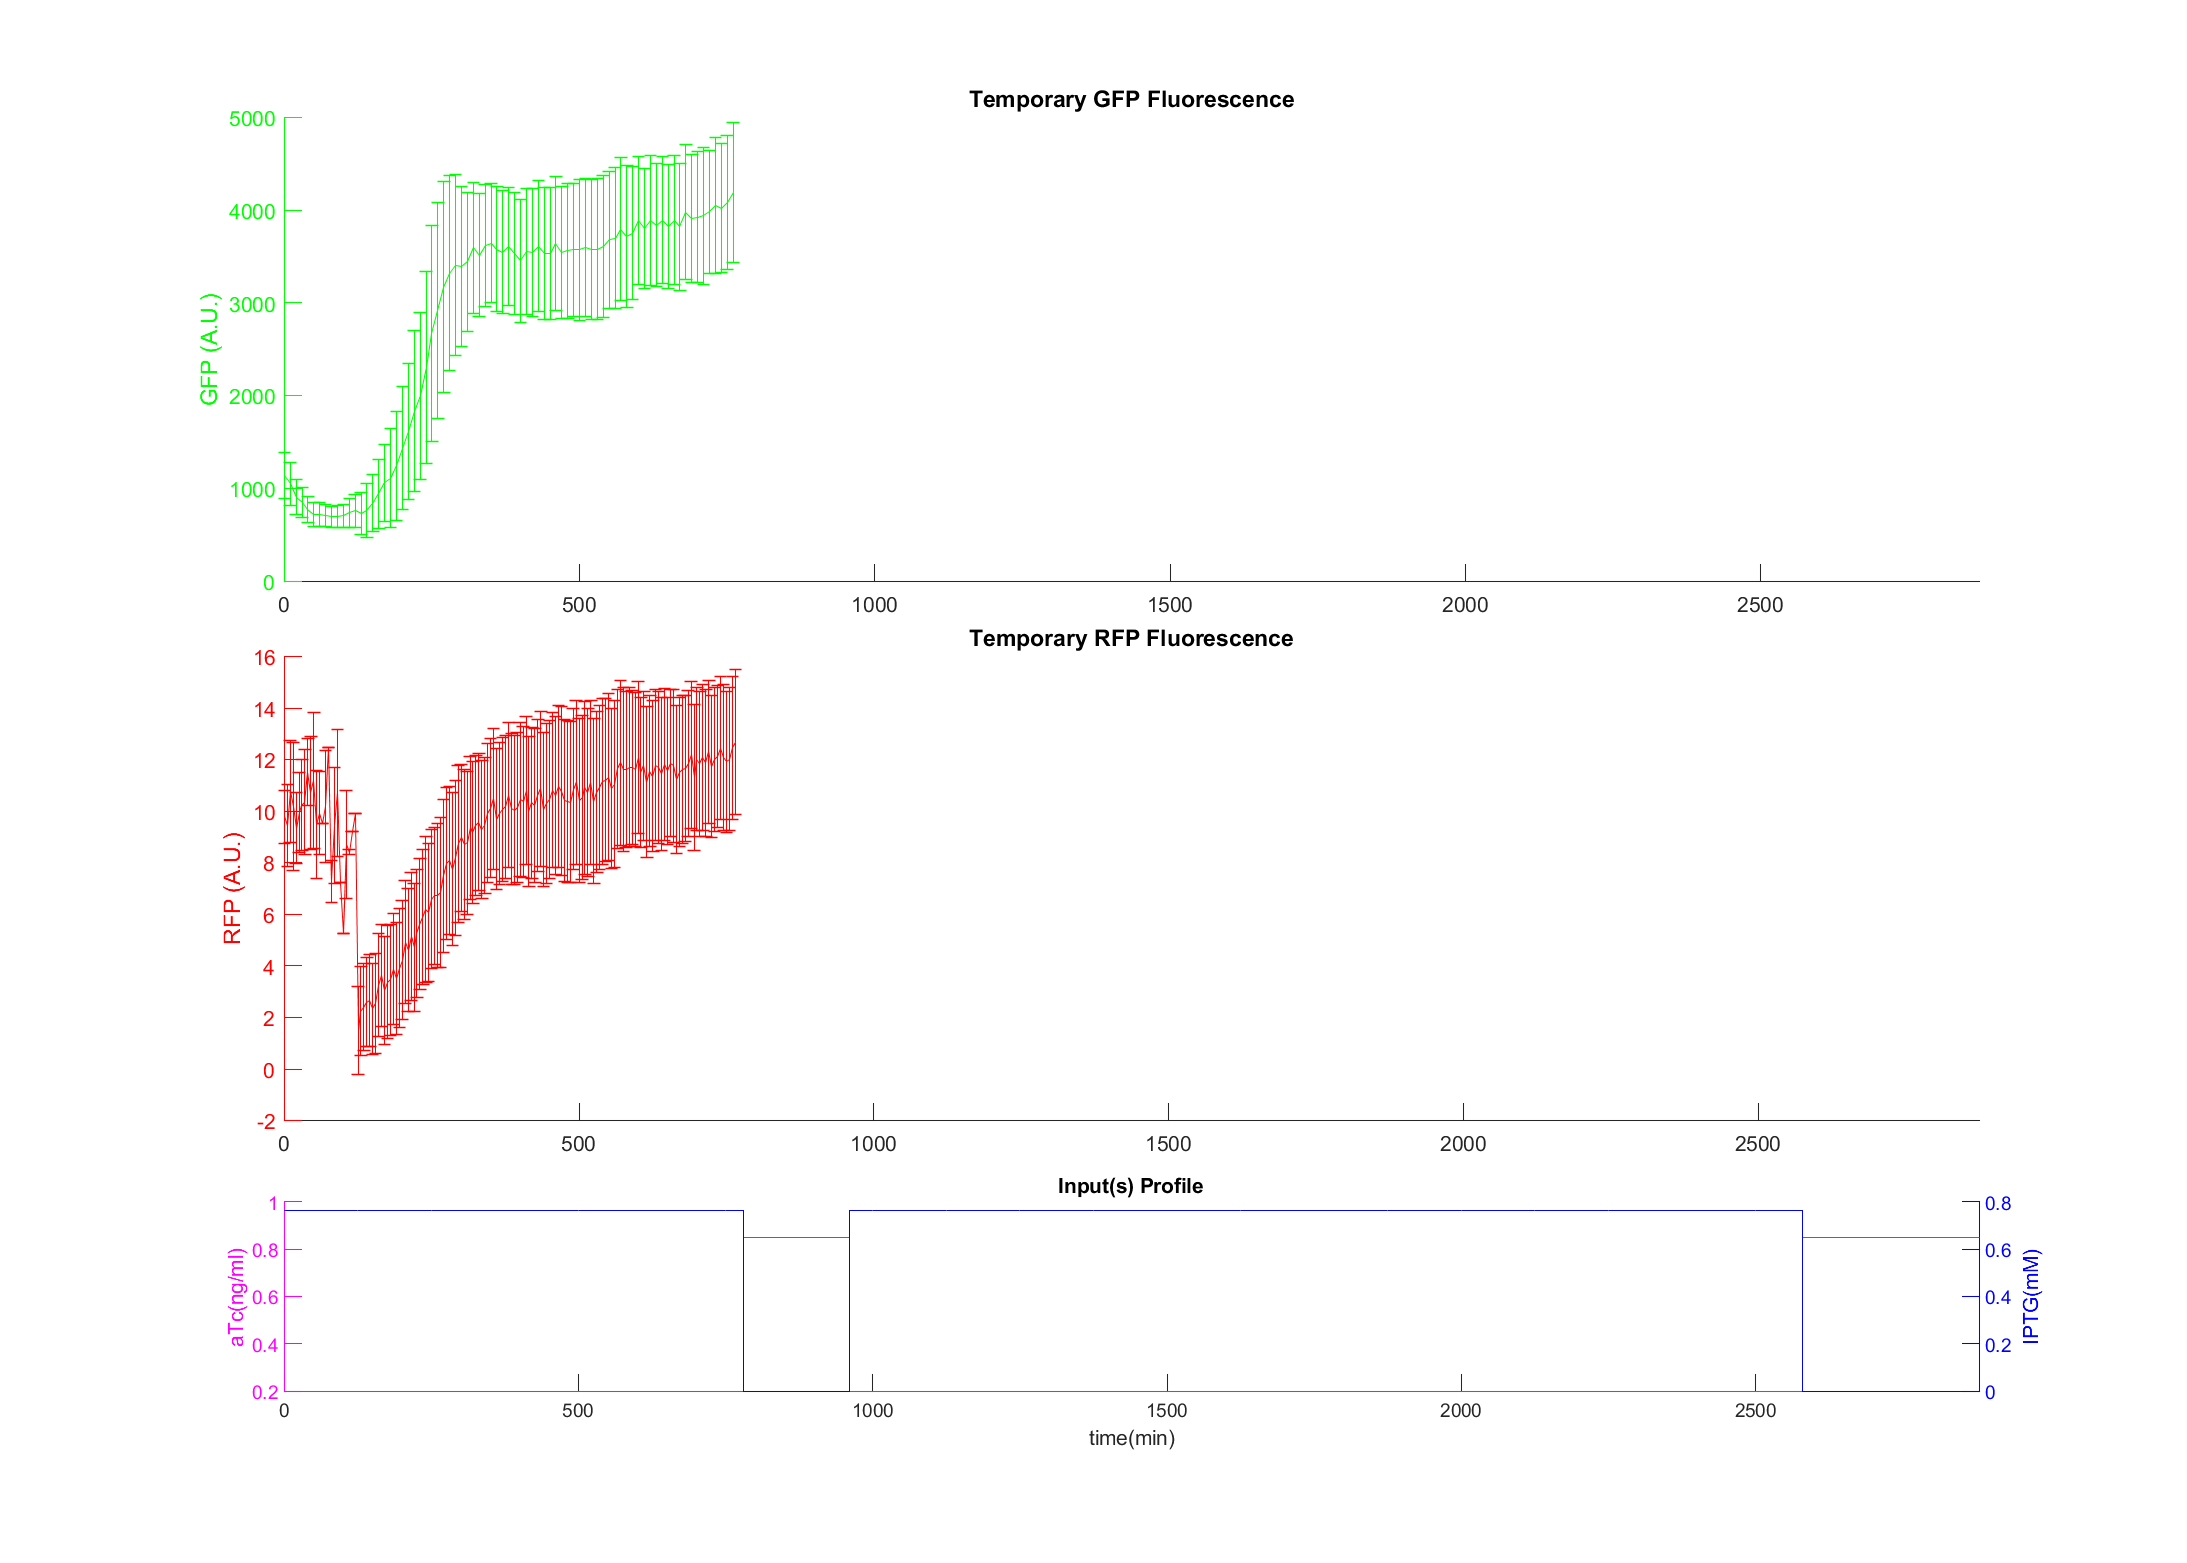 Temporary GFP Fluorescence
5000
4000
3000
2000
1000
0
GFP (A.U.)
0 500 1000 1500 2000 2500
Temporary RFP Fluorescence
16
14
12
10
8
6
4
2
0
-2
RFP (A.U.)
0 500 1000 1500 2000 2500
Input(s) Profile
1
0.8
0.6
0.4
0.2
aTc(ng/ml)
0.8
0.6
0.4
0.2
0
IPTG(mM)
0 500 1000 1500 2000 2500
time(min)